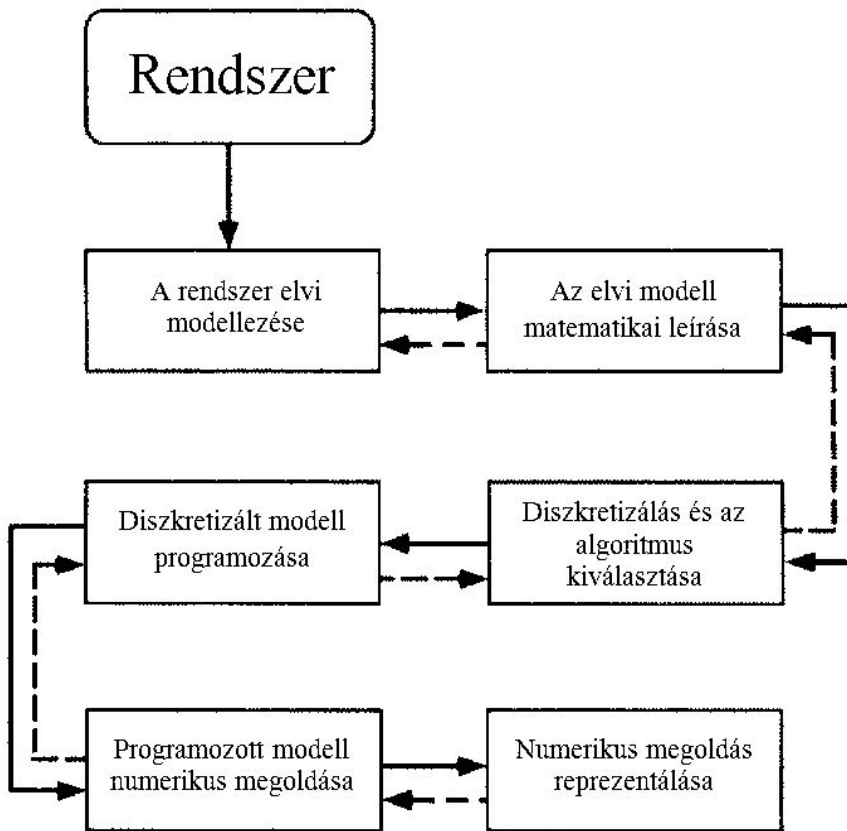 Rendszer
A rendszer elvi
modellezése
Az elvi modell
matematikai leírása
Diszkretizált modell
programozása
Diszkretizálás és az
algoritmus
kiválasztása
Programozott modell
numerikus megoldása
Numerikus megoldás
reprezentálása